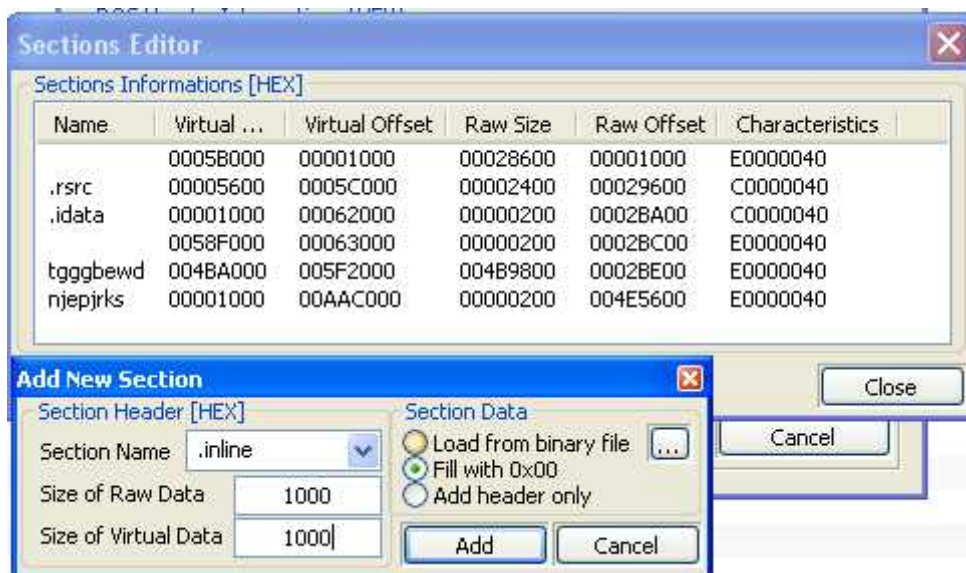 Sections Editor
Sections Informations [HEX]
Name Virtual ... Virtual Offset Raw Size Raw Offset Characteristics
0005B000 00001000 00028600 00001000 E0000040
.rsrc 00005600 0005C000 00002400 00029600 C0000040
.idata 00001000 00062000 00000200 0002BA00 C0000040
0058F000 00063000 00000200 0002BC00 E0000040
tgggbewd 004BA000 005F2000 004B9800 0002BE00 E0000040
njepjrks 00001000 00AAC000 00000200 004E5600 E0000040
Close
Cancel
Add New Section
Section Header [HEX]
Section Name .inline
Size of Raw Data 1000
Size of Virtual Data 1000
Section Data
Load from binary file ...
Fill with 0x00
Add header only
Add Cancel